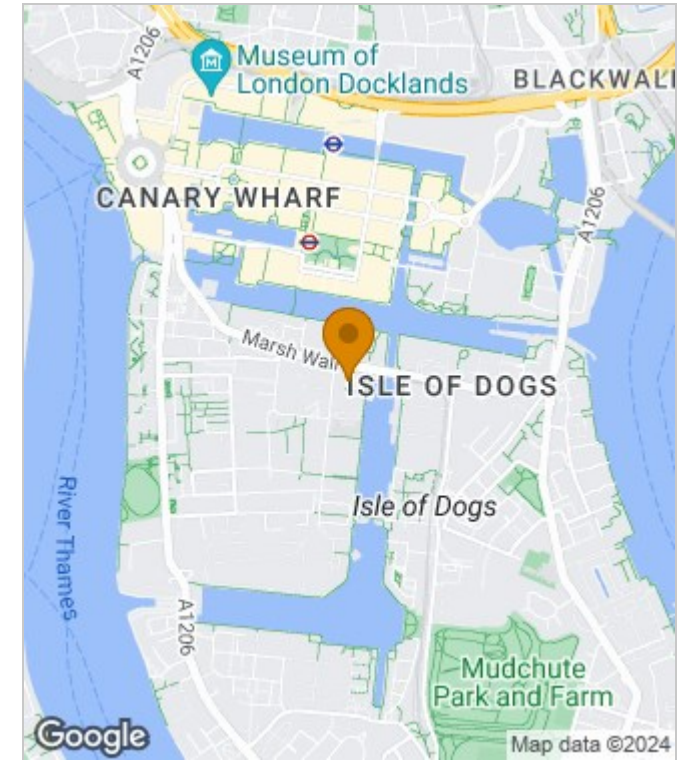 A1206
Museum of
London Docklands
BLACKWALL
CANARY WHARF
A1206
Marsh Wall
ISLE OF DOGS
Isle of Dogs
River Thames
A1206
Mudchute
Park and Farm
Google
Map data ©2024